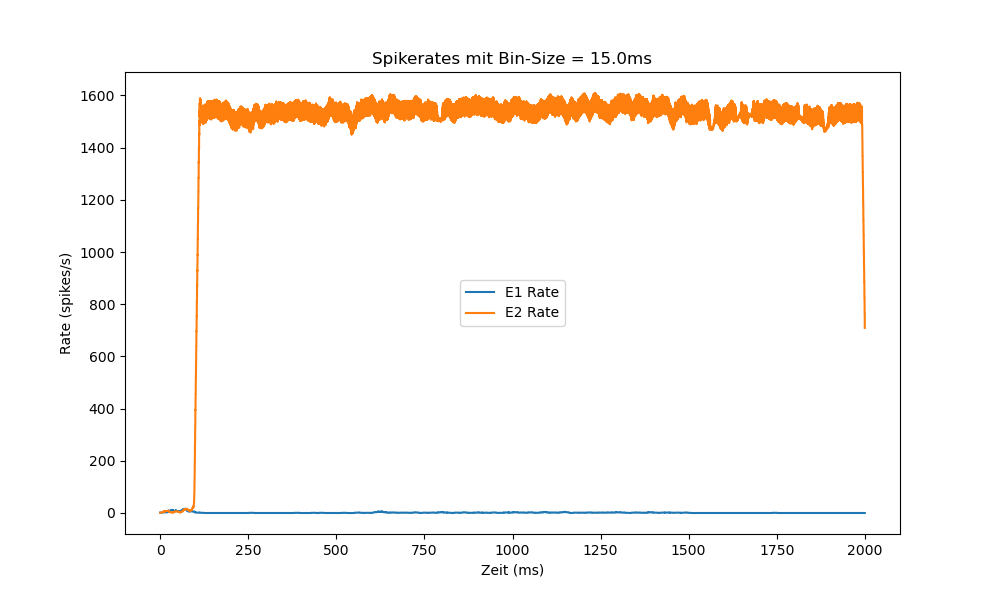 Spikerates mit Bin-Size = 15.0ms
Rate (spikes/s)
1600
1400
1200
1000
800
600
400
200
0
E1 Rate
E2 Rate
0 250 500 750 1000 1250 1500 1750 2000
Zeit (ms)